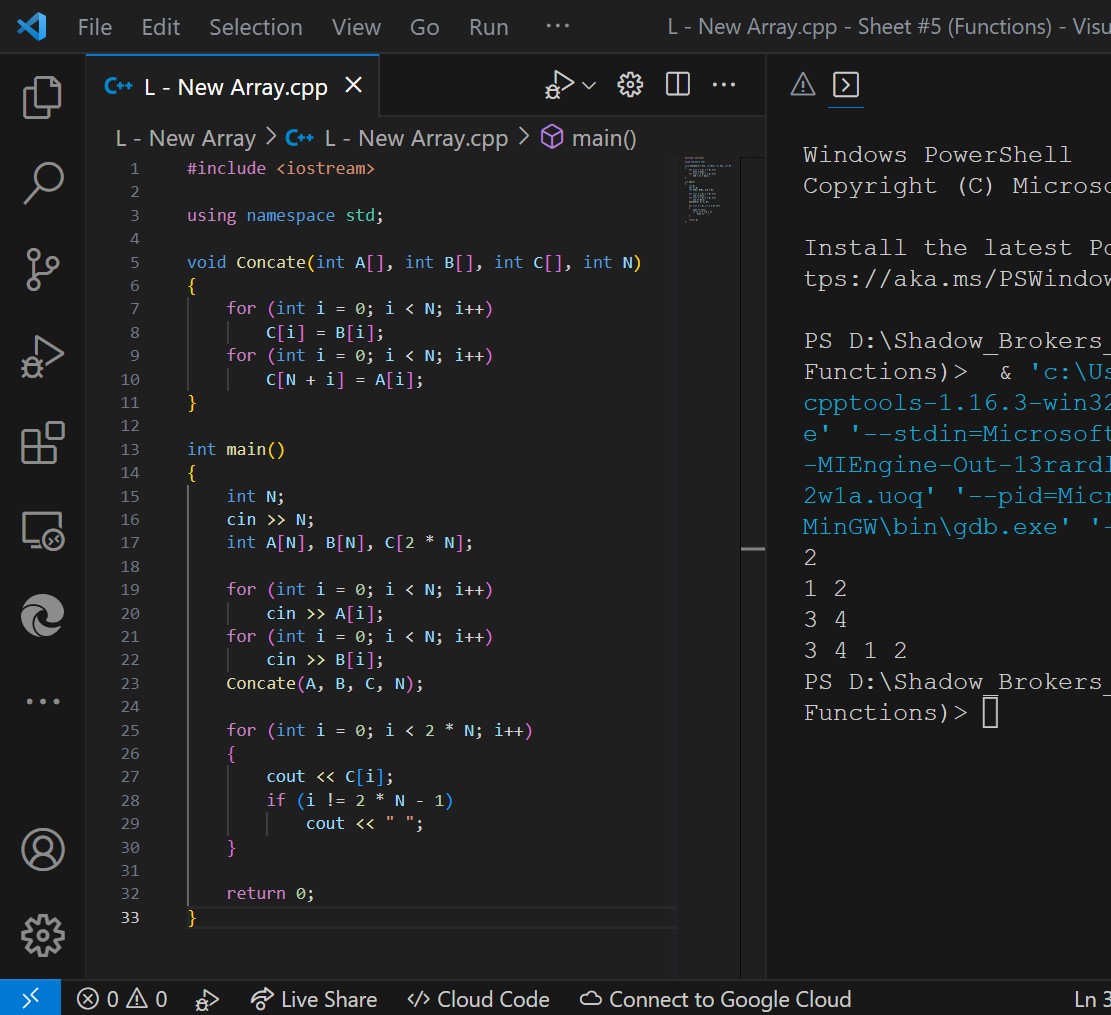 File Edit Selection View Go Run ··· L - New Array.cpp - Sheet #5 (Functions) - Visu
C++ L - New Array.cpp
L - New Array > C++ L - New Array.cpp > main()
1 #include <iostream>
2
3 using namespace std;
4
5 void Concate(int A[], int B[], int C[], int N)
6 {
7 for (int i = 0; i < N; i++)
8 C[i] = B[i];
9 for (int i = 0; i < N; i++)
10 C[N + i] = A[i];
11 }
12
13 int main()
14 {
15 int N;
16 cin >> N;
17 int A[N], B[N], C[2 * N];
18
19 for (int i = 0; i < N; i++)
20 cin >> A[i];
21 for (int i = 0; i < N; i++)
22 cin >> B[i];
23 Concate(A, B, C, N);
24
25 for (int i = 0; i < 2 * N; i++)
26 {
27 cout << C[i];
28 if (i != 2 * N - 1)
29 cout << " ";
30 }
31
32 return 0;
33 }
Windows PowerShell
Copyright (C) Microso
Install the latest Po
tps://aka.ms/PSWindow
PS D:\Shadow_Brokers_
Functions)> & 'c:\Us
cpptools-1.16.3-win32
e' '--stdin=Microsoft
-MIEngine-Out-13rardl
2w1a.uoq' '--pid=Micr
MinGW\bin\gdb.exe' '-
2
1 2
3 4
3 4 1 2
PS D:\Shadow_Brokers_
Functions)>
0 0 Live Share Cloud Code Connect to Google Cloud Ln 3